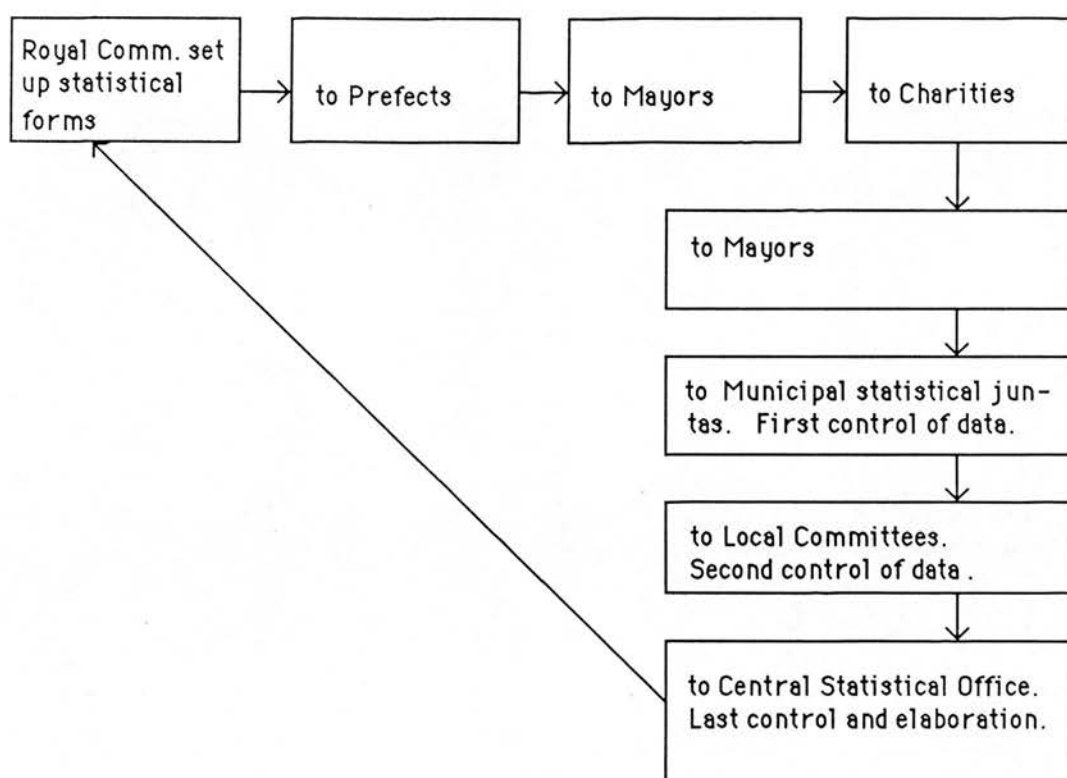 Royal Comm. set
up statistical
forms
to Prefects
to Mayors
to Charities
to Mayors
to Municipal statistical jun-
tas. First control of data.
to Local Committees.
Second control of data.
to Central Statistical Office.
Last control and elaboration.